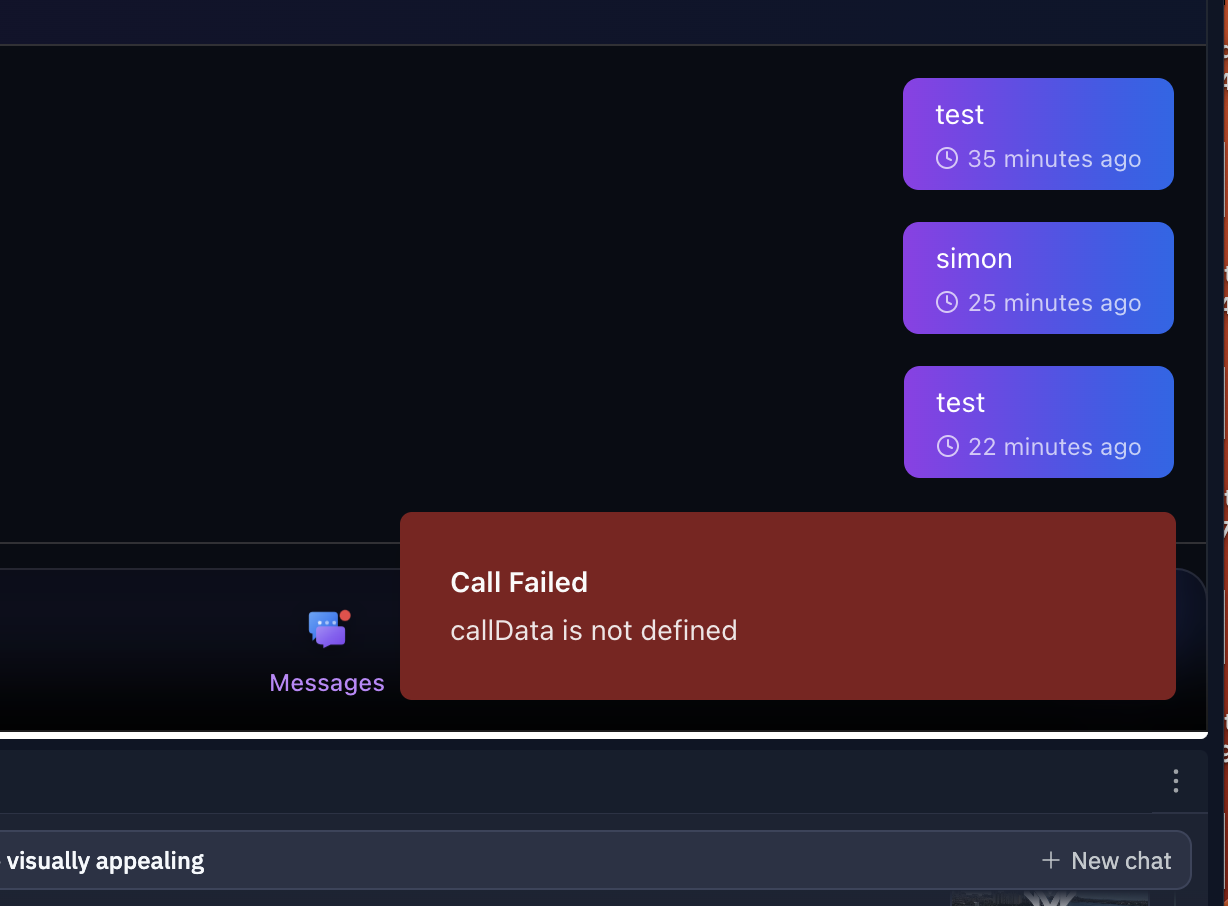 test
35 minutes ago
simon
25 minutes ago
test
22 minutes ago
Call Failed
callData is not defined
Messages
visually appealing
+ New chat